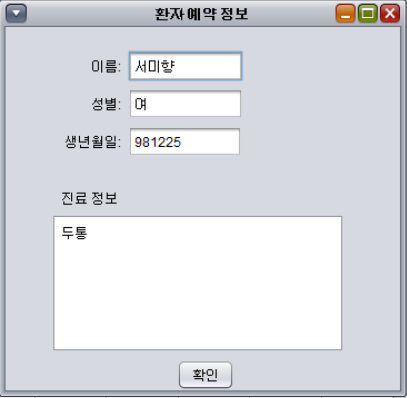 환자 예약 정보
이름: 서미향
성별: 여
생년월일: 981225
진료 정보
두통
확인